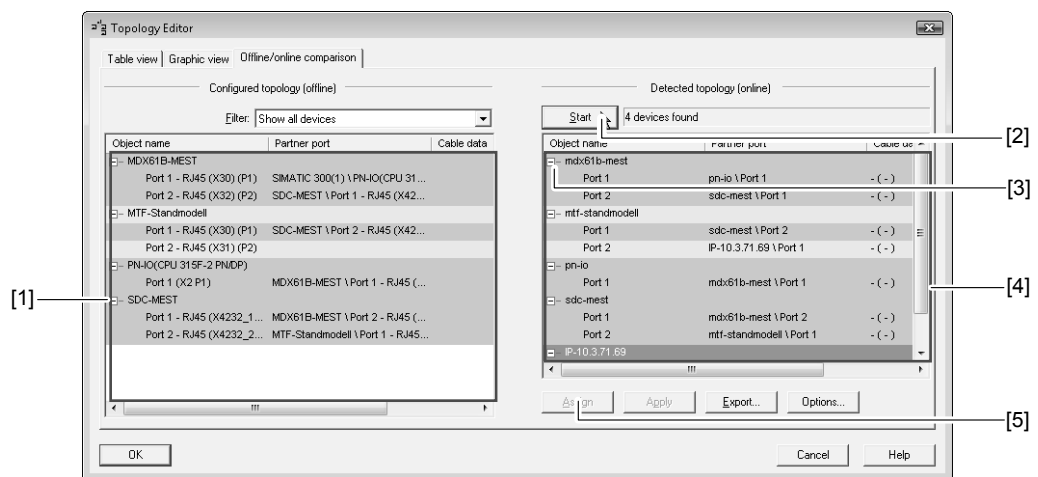 Topology Editor
Table view Graphic view Offline/online comparison
Configured topology (offline)
Filter: Show all devices
Object name Partner port Cable data
MDX61B-MEST
Port 1 - RJ45 (X30) (P1) SIMATIC 300(1) \ PN-IO(CPU 31...
Port 2 - RJ45 (X32) (P2) SDC-MEST \ Port 1 - RJ45 (X42...
MTF-Standmodell
Port 1 - RJ45 (X30) (P1) SDC-MEST \ Port 2 - RJ45 (X42...
Port 2 - RJ45 (X31) (P2)
PN-IO(CPU 315F-2 PN/DP)
Port 1 (X2 P1) MDX61B-MEST \ Port 1 - RJ45 (...
SDC-MEST
Port 1 - RJ45 (X4232_1... MDX61B-MEST \ Port 2 - RJ45 (...
Port 2 - RJ45 (X4232_2... MTF-Standmodell \ Port 1 - RJ45...
Detected topology (online)
Start 4 devices found
Object name Partner port Cable da
mdx61b-mest
Port 1 pn-io \ Port 1 - ( - )
Port 2 sdc-mest \ Port 1 - ( - )
mtf-standmodell
Port 1 sdc-mest \ Port 2 - ( - )
Port 2 IP-10.3.71.69 \ Port 1 - ( - )
pn-io
Port 1 mdx61b-mest \ Port 1 - ( - )
sdc-mest
Port 1 mdx61b-mest \ Port 2 - ( - )
Port 2 mtf-standmodell \ Port 1 - ( - )
IP-10.3.71.69
Assign Apply Export... Options...
OK Cancel Help
[1]
[2]
[3]
[4]
[5]